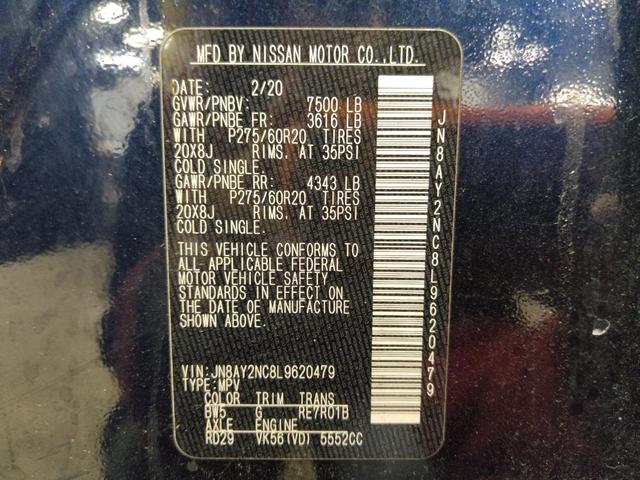 MFD BY NISSAN MOTOR CO.,LTD.
DATE: 2/20
GVWR/PNBV: 7500 LB
GAWR/PNBE FR: 3616 LB
WITH P275/60R20 TIRES
20X8J RIMS. AT 35PSI
COLD SINGLE.
GAWR/PNBE RR: 4343 LB
WITH P275/60R20 TIRES
20X8J RIMS. AT 35PSI
COLD SINGLE.
THIS VEHICLE CONFORMS TO
ALL APPLICABLE FEDERAL
MOTOR VEHICLE SAFETY
STANDARDS IN EFFECT ON
THE DATE OF MANUFACTURE
SHOWN ABOVE.
VIN:JN8AY2NC8L9620479
TYPE:MPV
COLOR TRIM TRANS
BW5 G RE7R01B
AXLE ENGINE
RD29 VK56(VD) 5552CC
JN8AY2NC8L9620479